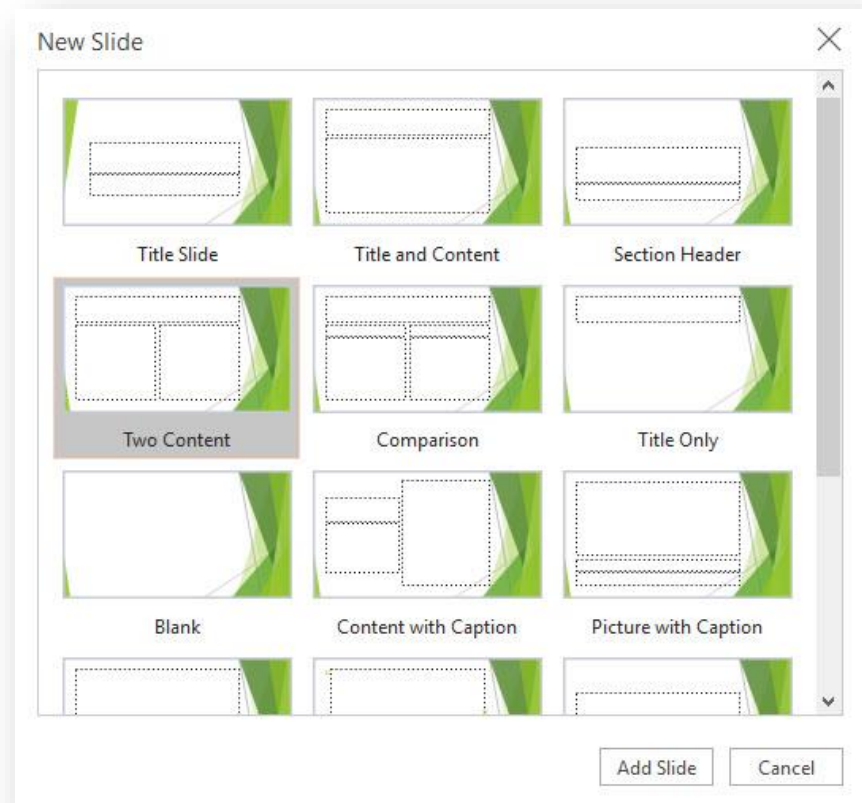 New Slide
Title Slide
Title and Content
Section Header
Two Content
Comparison
Title Only
Blank
Content with Caption
Picture with Caption
Add Slide
Cancel